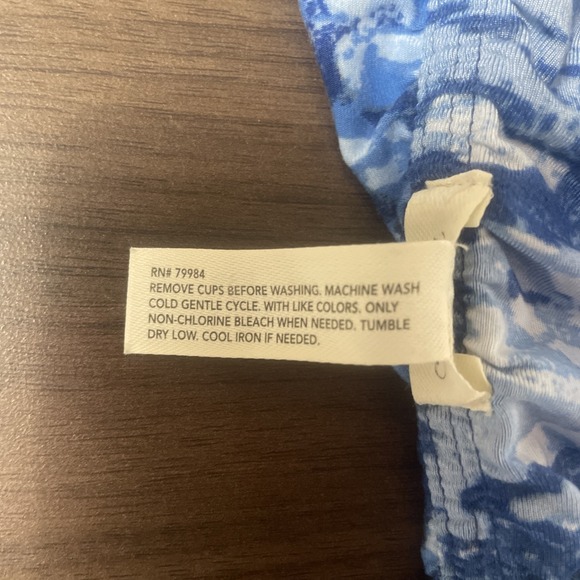 RN# 79984
REMOVE CUPS BEFORE WASHING. MACHINE WASH
COLD GENTLE CYCLE. WITH LIKE COLORS. ONLY
NON-CHLORINE BLEACH WHEN NEEDED. TUMBLE
DRY LOW. COOL IRON IF NEEDED.